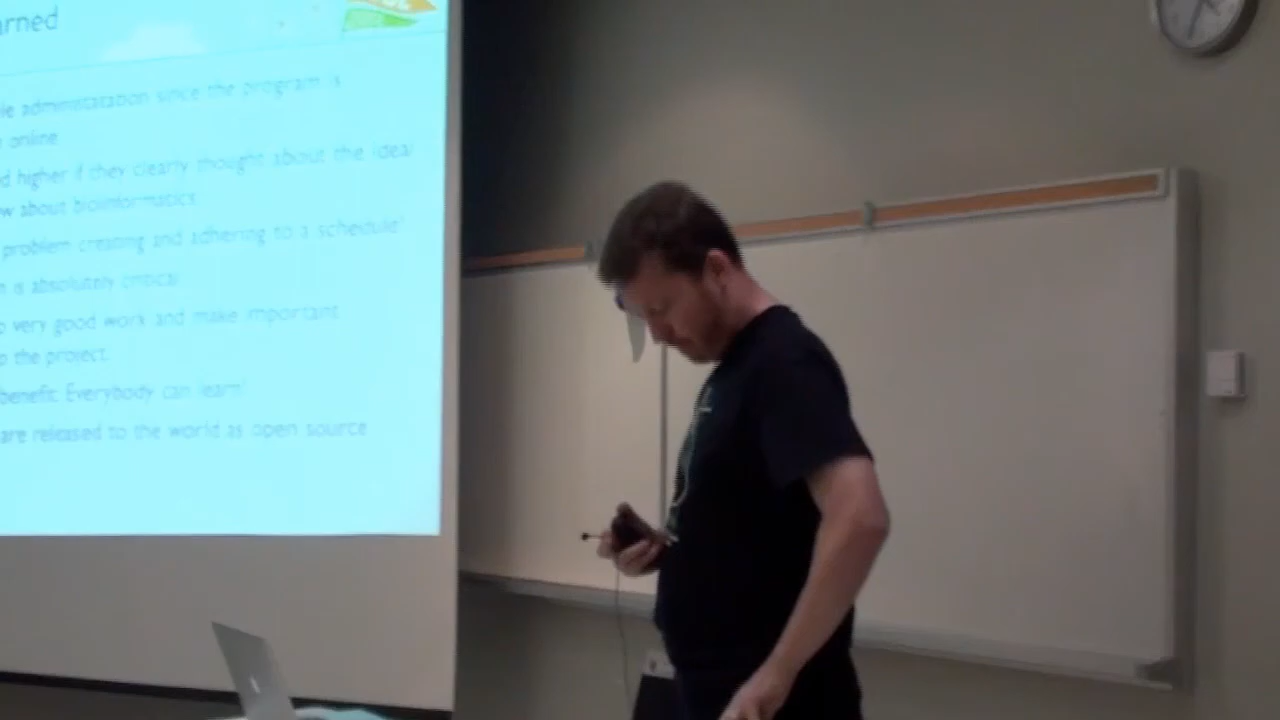 arned
le adminstatation since the program is
online
d higher if they clearly thought about the idea/
w about bioinformatics
problem creating and adhering to a schedule!
is absolutely critical
very good work and make important
the project.
benefit: Everybody can learn!
are released to the world as open source